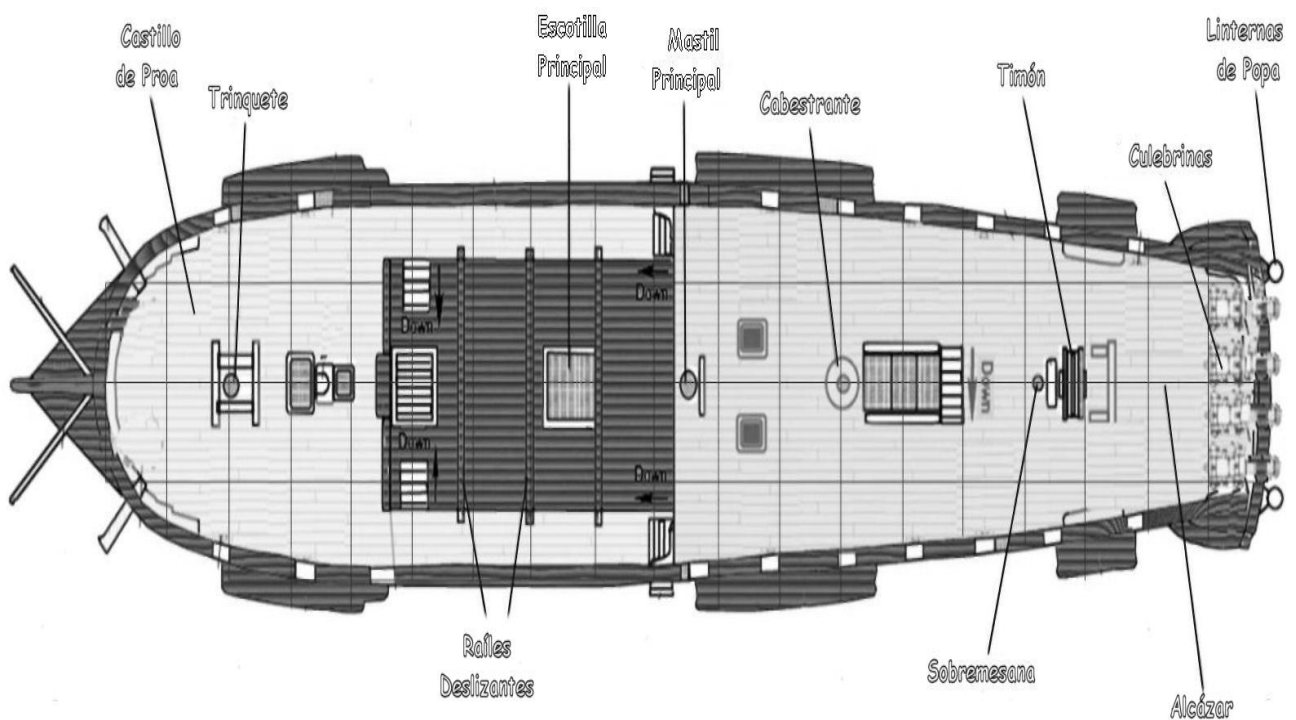 Castillo
de Proa
Trinquete
Escotilla
Principal
Mastil
Principal
Cabestrante
Timón
Culebrinas
Linternas
de Popa
Down
Down
Down
Down
Down
Raíles
Deslizantes
Sobremesana
Alcázar